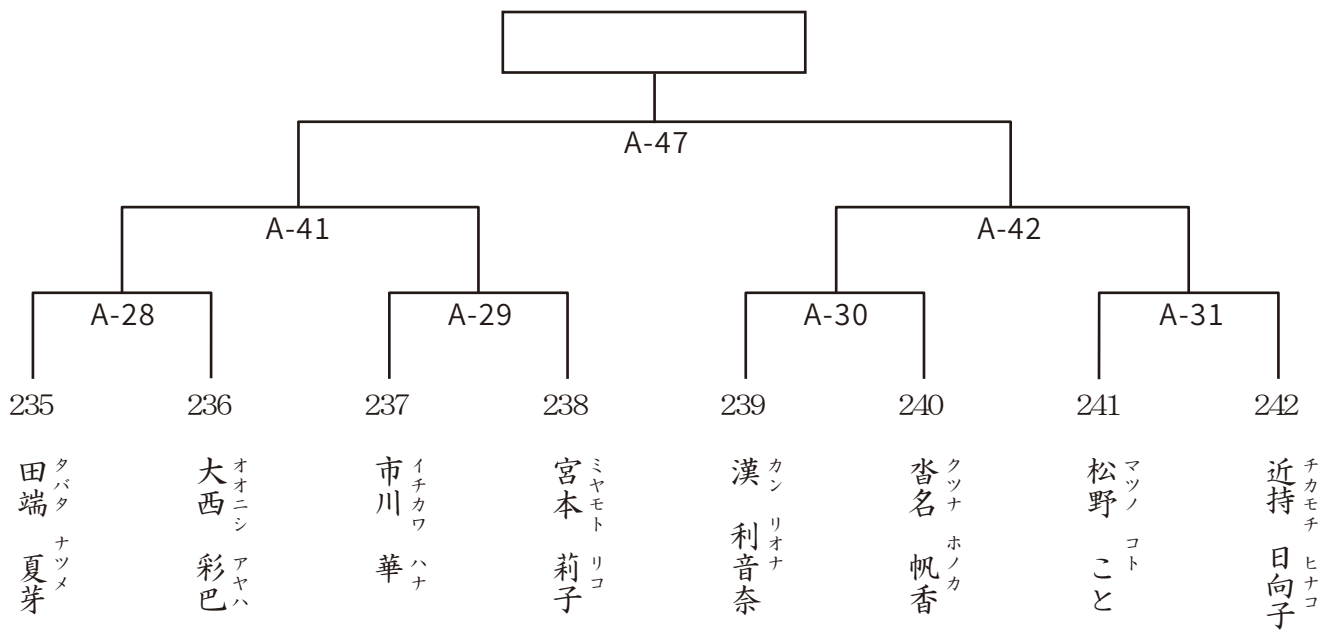 A-47
A-41
A-42
A-28
A-29
A-30
A-31
235
236
237
238
239
240
241
242
田端 夏芽
タバタ ナツメ
大西 彩巴
オオニシ アヤハ
市川 華
イチカワ ハナ
宮本 莉子
ミヤモト リコ
漢 利音奈
カン リオナ
沓名 帆香
クツナ ホノカ
松野 こと
マツノ コト
近持 日向子
チカモチ ヒナコ